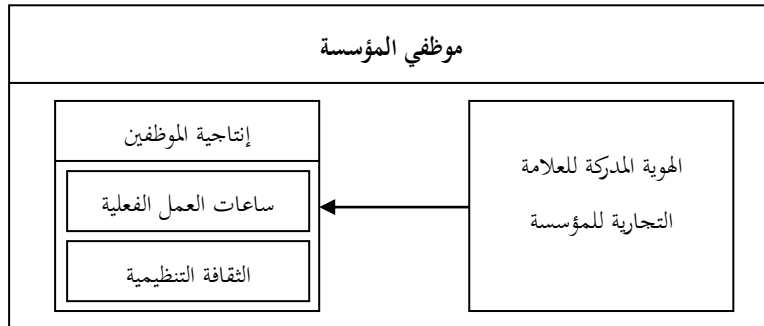 موظفي المؤسسة
الهوية المدركة للعلامة
التجارية للمؤسسة
إنتاجية الموظفين
ساعات العمل الفعلية
الثقافة التنظيمية